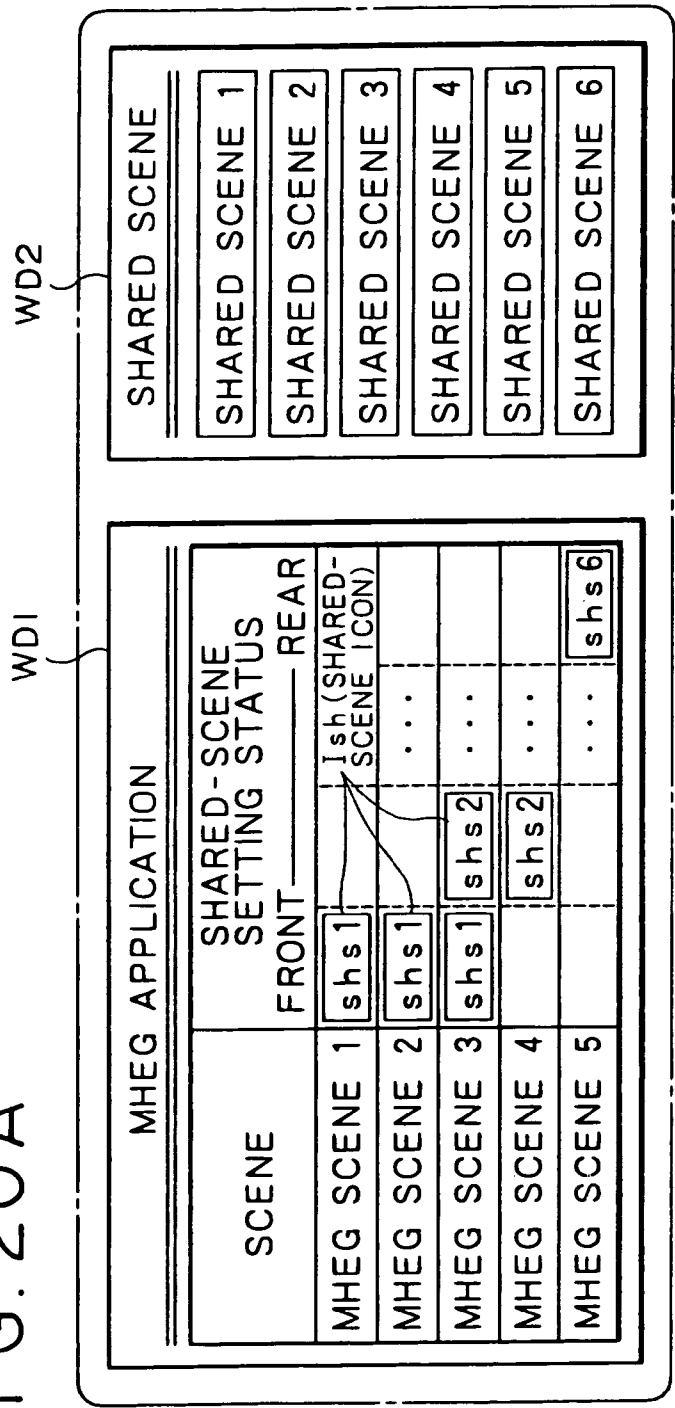 FIG. 20A
WD1
WD2
MHEG APPLICATION
SCENE
SHARED-SCENE
SETTING STATUS
FRONT REAR
MHEG SCENE 1 shs1 Ish (SHARED-
SCENE ICON)
MHEG SCENE 2 shs1 ...
MHEG SCENE 3 shs1 shs2 ...
MHEG SCENE 4 shs2 ...
MHEG SCENE 5 ... shs6
SHARED SCENE
SHARED SCENE 1
SHARED SCENE 2
SHARED SCENE 3
SHARED SCENE 4
SHARED SCENE 5
SHARED SCENE 6